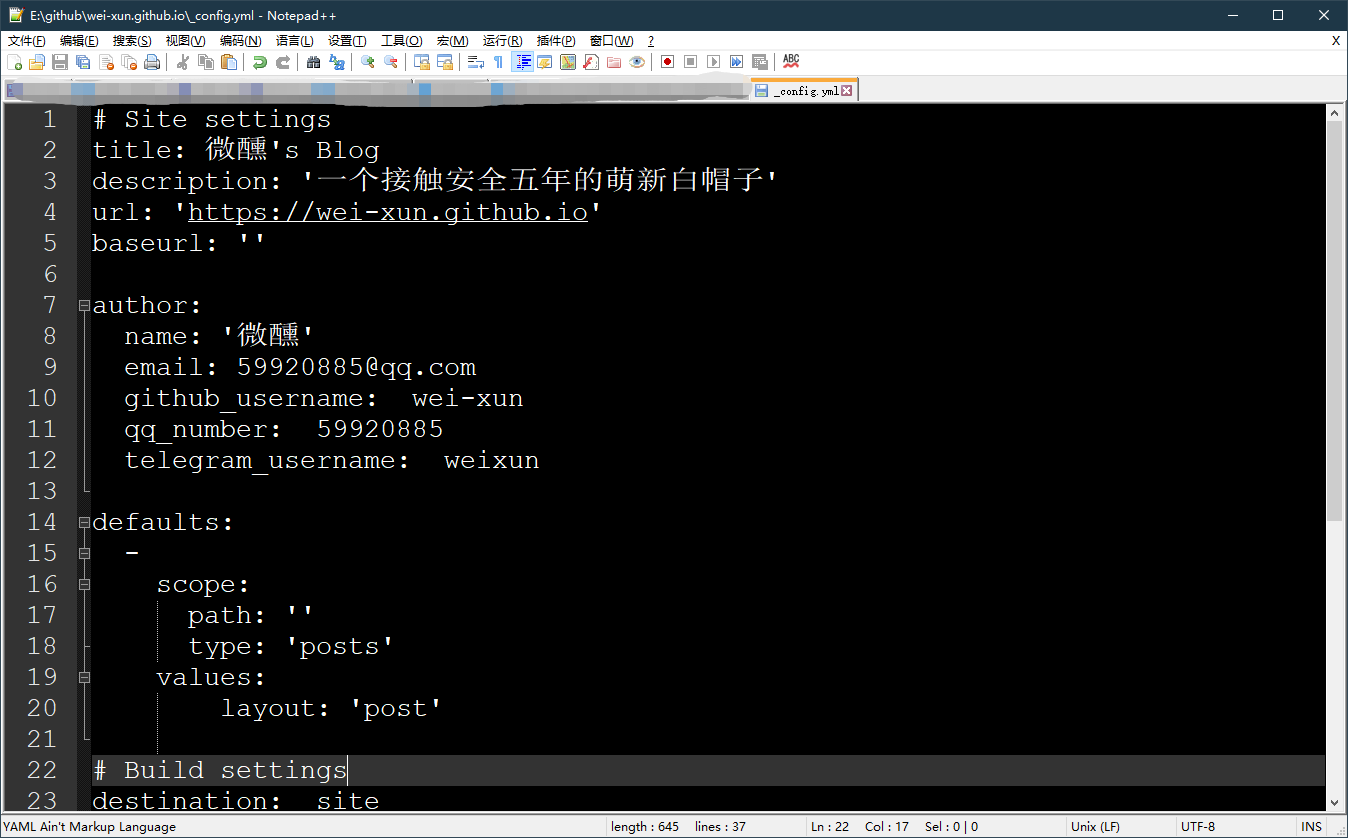 E:\github\wei-xun.github.io\_config.yml - Notepad++
文件(F) 编辑(E) 搜索(S) 视图(V) 编码(N) 语言(L) 设置(T) 工具(O) 宏(M) 运行(R) 插件(P) 窗口(W) ? X
ABC
_config.yml
1 # Site settings
2 title: 微醺's Blog
3 description: '一个接触安全五年的萌新白帽子'
4 url: 'https://wei-xun.github.io'
5 baseurl: ''
6
7 author:
8 name: '微醺'
9 email: 59920885@qq.com
10 github_username:  wei-xun
11 qq_number:  59920885
12 telegram_username:  weixun
13
14 defaults:
15 -
16 scope:
17 path: ''
18 type: 'posts'
19 values:
20 layout: 'post'
21
22 # Build settings
23 destination:  site
YAML Ain't Markup Language length : 645 lines : 37 Ln : 22 Col : 17 Sel : 0 | 0 Unix (LF) UTF-8 INS